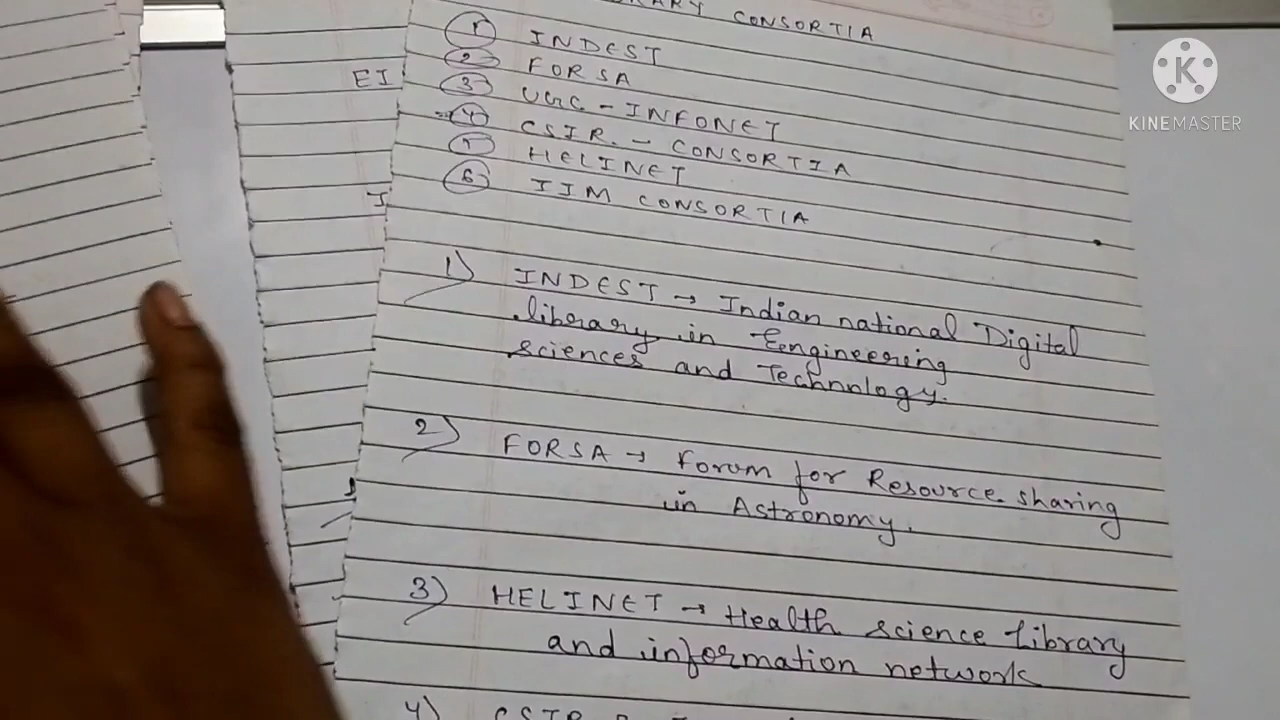 CONSORTIA
1 INDEST
2 FORSA
3 UGC - INFONET
4 CSIR - CONSORTIA
5 HELINET
6 IIM CONSORTIA
1) INDEST → Indian national Digital
library in Engineering
sciences and Technology.
2) FORSA → Forum for Resource sharing
in Astronomy.
3) HELINET → Health science library
and information network
4)
EI
K
KINEMASTER